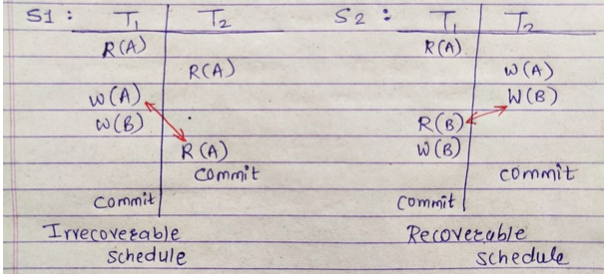 S1 : T1 T2
R(A)
R(A)
W(A)
W(B)
R(A)
commit
commit
Irrecoverable
schedule
S2 : T1 T2
R(A)
W(A)
W(B)
R(B)
W(B)
commit
commit
Recoverable
schedule